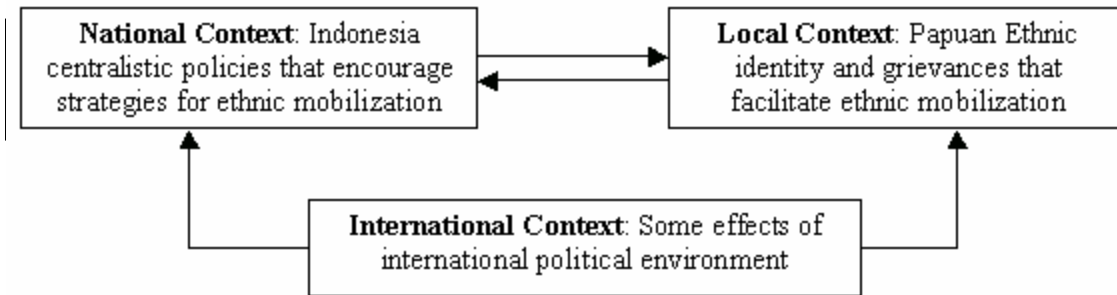 National Context: Indonesia
centralistic policies that encourage
strategies for ethnic mobilization
Local Context: Papuan Ethnic
identity and grievances that
facilitate ethnic mobilization
International Context: Some effects of
international political environment